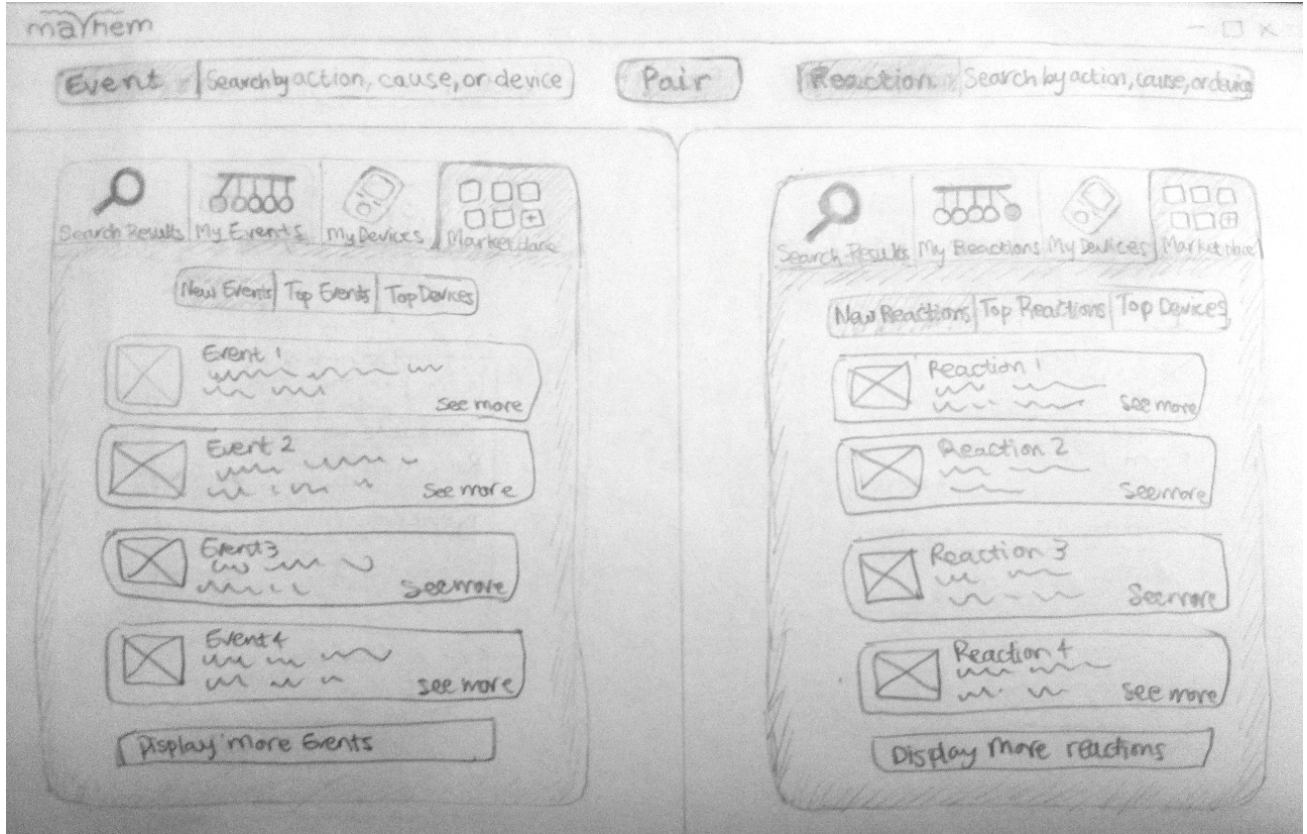 mayhem
Event Search by action, cause, or device
Pair
Reaction Search by action, cause, or device
Search Results My Events My Devices Marketplace
New Events Top Events Top Devices
Event 1
See more
Event 2
See more
Event 3
See more
Event 4
see more
Display more Events
Search Results My Reactions My Devices Marketplace
New Reactions Top Reactions Top Devices
Reaction 1
See more
Reaction 2
See more
Reaction 3
See more
Reaction 4
see more
Display more reactions